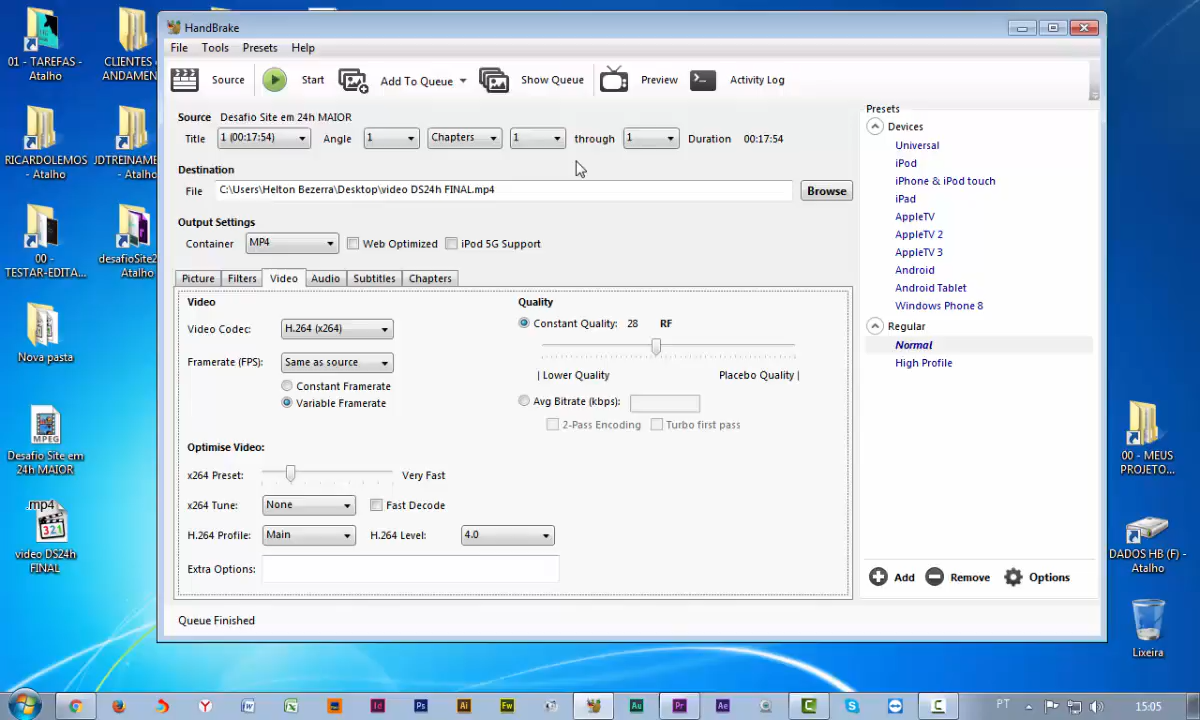 HandBrake
File Tools Presets Help
Source Start Add To Queue Show Queue Preview Activity Log
Source Desafio Site em 24h MAIOR
Title 1 (00:17:54) Angle 1 Chapters 1 through 1 Duration 00:17:54
Destination
File C:\Users\Helton Bezerra\Desktop\video DS24h FINAL.mp4 Browse
Output Settings
Container MP4 Web Optimized iPod 5G Support
Picture Filters Video Audio Subtitles Chapters
Video
Video Codec: H.264 (x264)
Framerate (FPS): Same as source
Constant Framerate
Variable Framerate
Quality
Constant Quality: 28 RF
| Lower Quality Placebo Quality |
Avg Bitrate (kbps):
2-Pass Encoding Turbo first pass
Optimise Video:
x264 Preset: Very Fast
x264 Tune: None Fast Decode
H.264 Profile: Main H.264 Level: 4.0
Extra Options:
Queue Finished
Presets
Devices
Universal
iPod
iPhone & iPod touch
iPad
AppleTV
AppleTV 2
AppleTV 3
Android
Android Tablet
Windows Phone 8
Regular
Normal
High Profile
Add Remove Options
01 - TAREFAS -
Atalho
CLIENTES
ANDAMEN
RICARDOLEMOS
- Atalho
JDTREINAME
- Atalho
00 -
TESTAR-EDITA...
desafioSite2
Atalho
Nova pasta
MPEG
Desafio Site em
24h MAIOR
.mp4
321
video DS24h
FINAL
00 - MEUS
PROJETO...
DADOS HB (F) -
Atalho
Lixeira
W X Id Ps Ai Fw Au Pr Ae C S C
PT 15:05